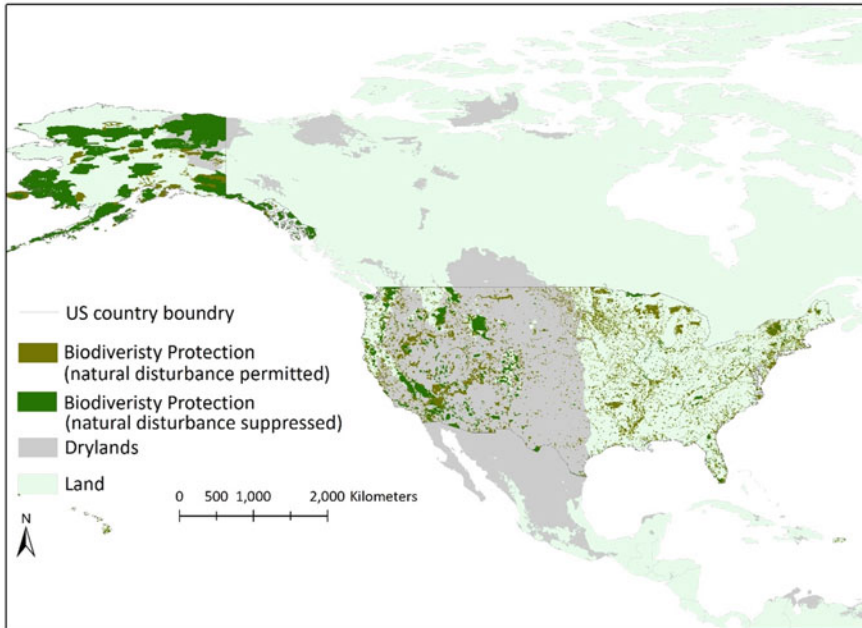 US country boundry
Biodiveristy Protection
(natural disturbance permitted)
Biodiveristy Protection
(natural disturbance suppressed)
Drylands
Land
0 500 1,000 2,000 Kilometers
N